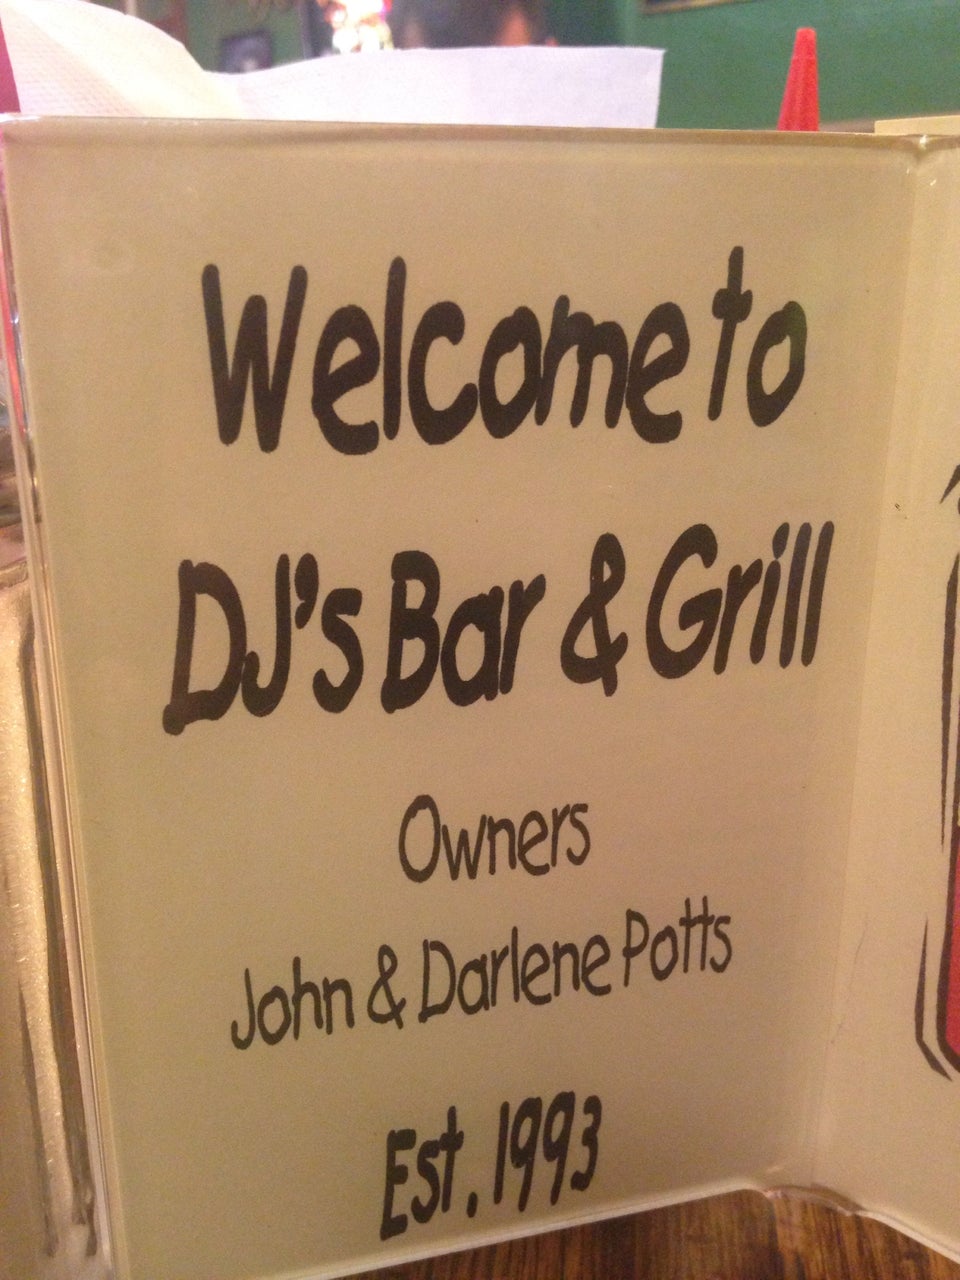 Welcome to
DJ's Bar & Grill
Owners
John & Darlene Potts
Est. 1993